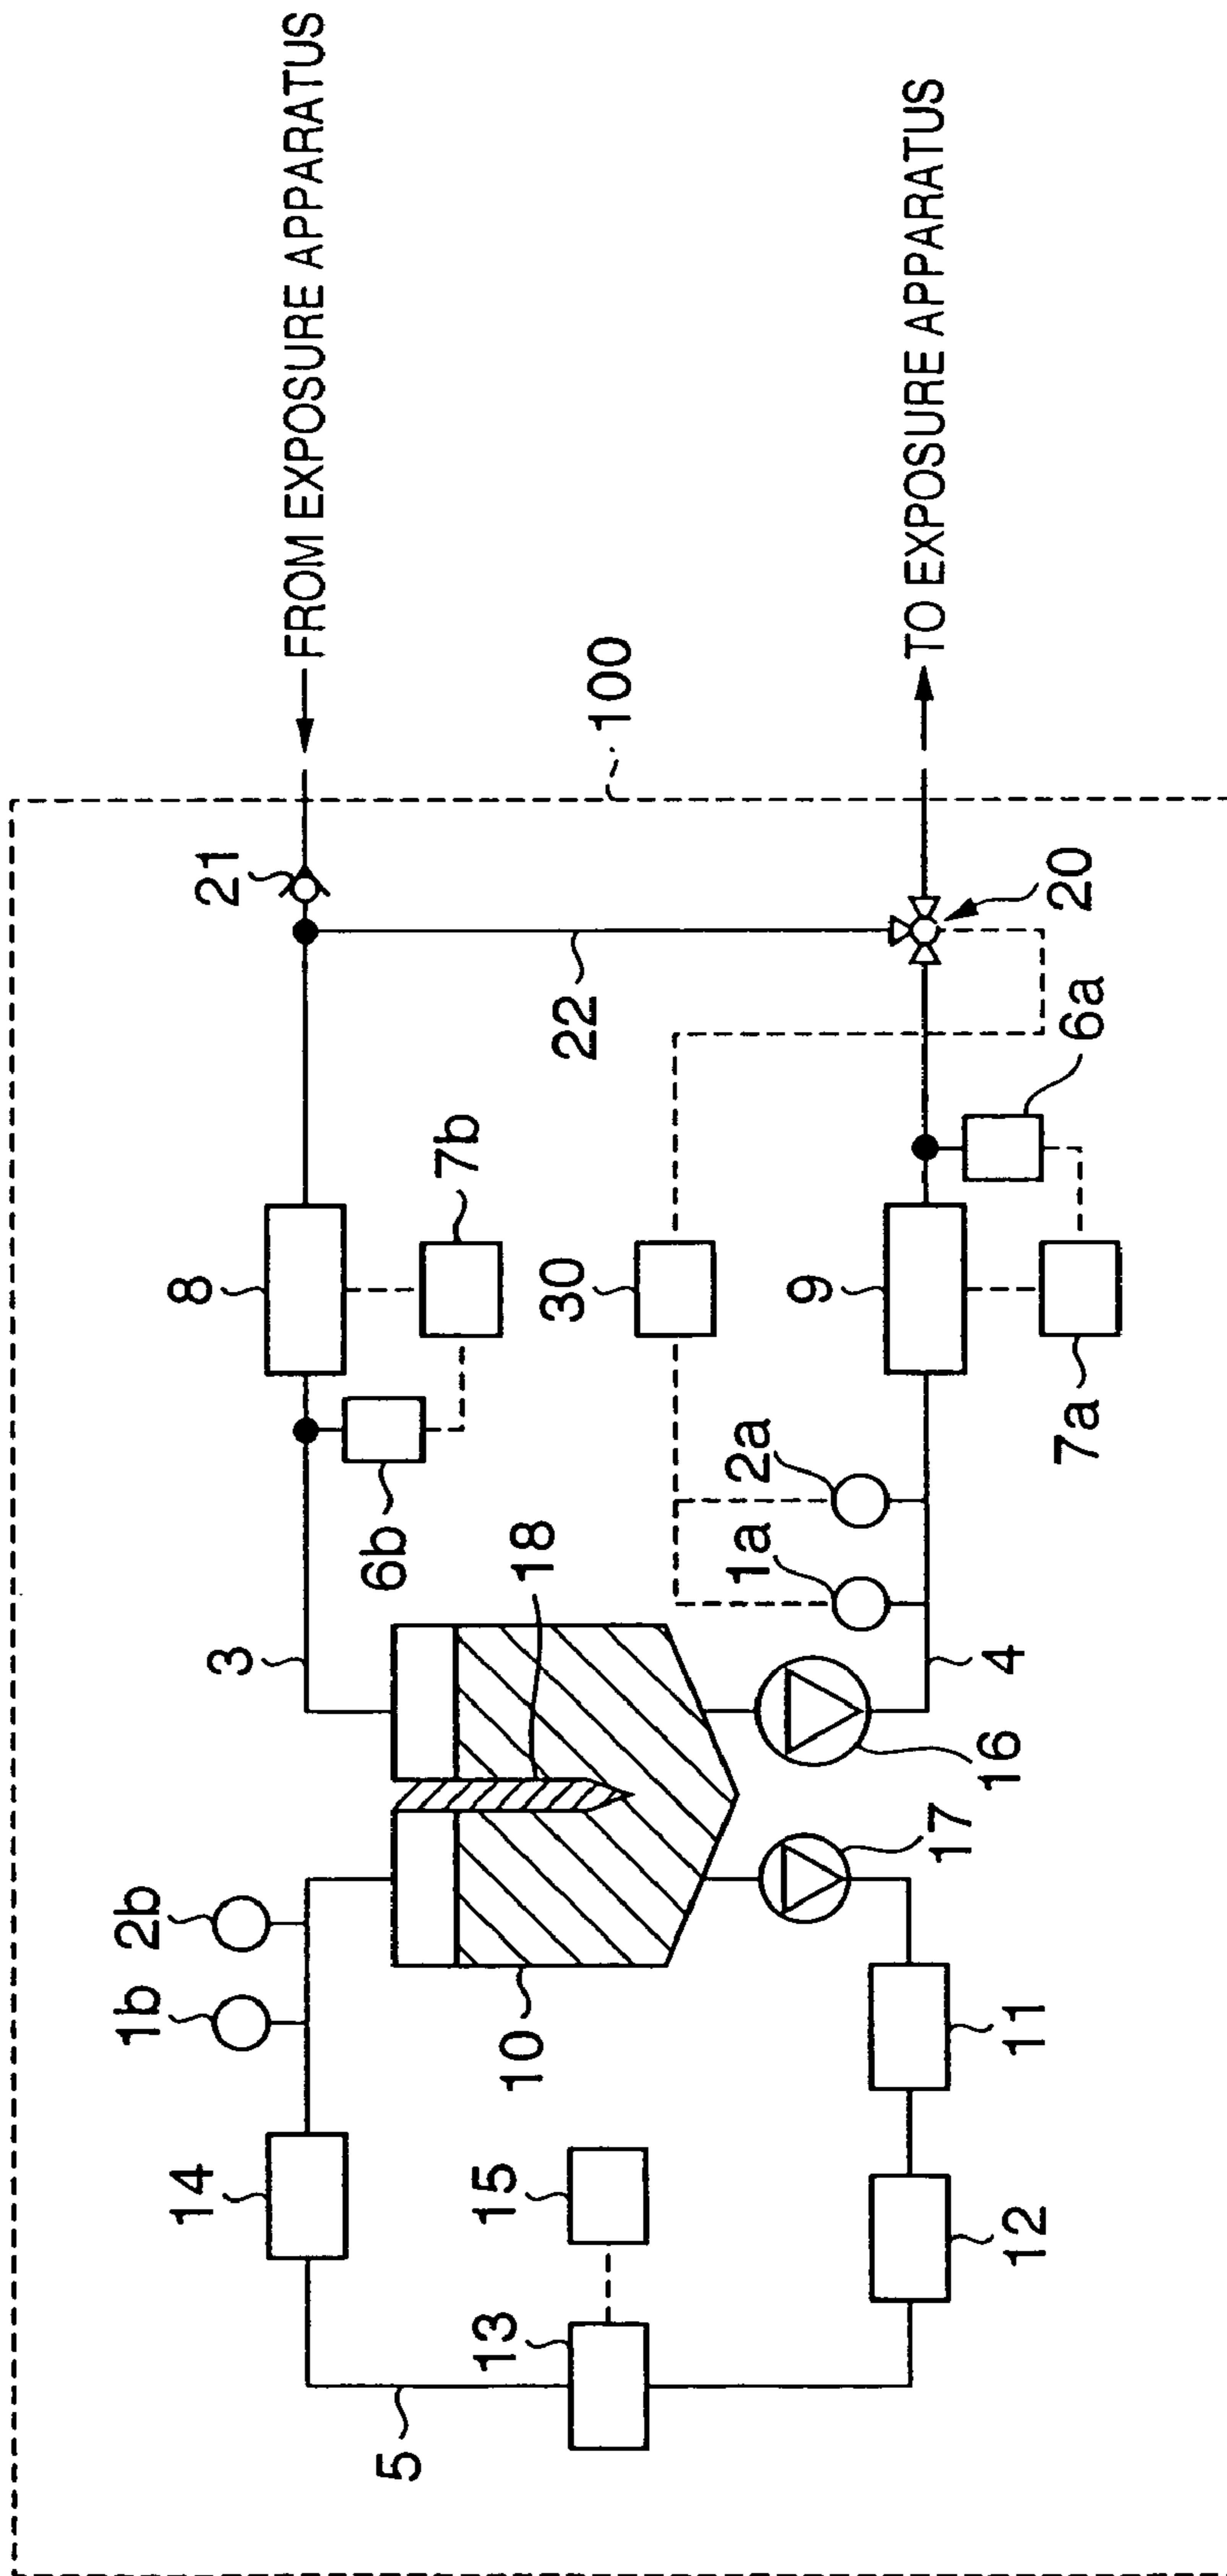 FROM EXPOSURE APPARATUS
TO EXPOSURE APPARATUS
100
21
22
20
6a
7b
8
30
9
7a
6b
2a
1a
18
3
4
16
17
2b
1b
10
11
14
15
12
13
5